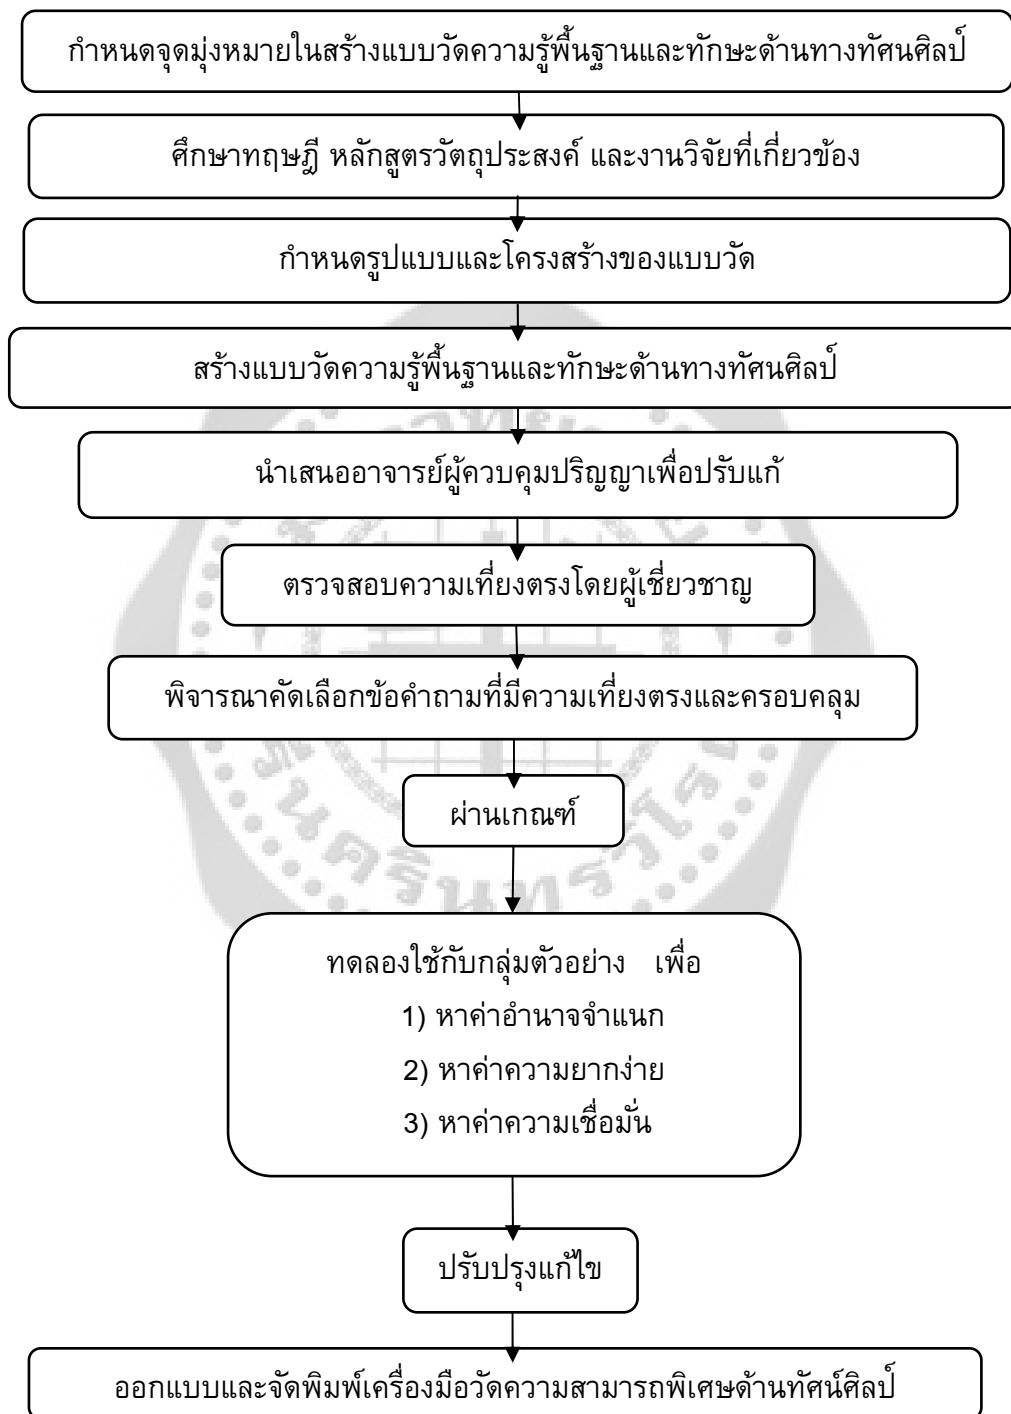 กำหนดจุดมุ่งหมายในสร้างแบบวัดความรู้พื้นฐานและทักษะด้านทางทัศนศิลป์
ศึกษาทฤษฎี หลักสูตรวัตถุประสงค์ และงานวิจัยที่เกี่ยวข้อง
กำหนดรูปแบบและโครงสร้างของแบบวัด
สร้างแบบวัดความรู้พื้นฐานและทักษะด้านทางทัศนศิลป์
นำเสนออาจารย์ผู้ควบคุมปริญญาเพื่อปรับแก้
ตรวจสอบความเที่ยงตรงโดยผู้เชี่ยวชาญ
พิจารณาคัดเลือกข้อคำถามที่มีความเที่ยงตรงและครอบคลุม
ผ่านเกณฑ์
ทดลองใช้กับกลุ่มตัวอย่าง เพื่อ
1) หาค่าอำนาจจำแนก
2) หาค่าความยากง่าย
3) หาค่าความเชื่อมั่น
ปรับปรุงแก้ไข
ออกแบบและจัดพิมพ์เครื่องมือวัดความสามารถพิเศษด้านทัศน์ศิลป์